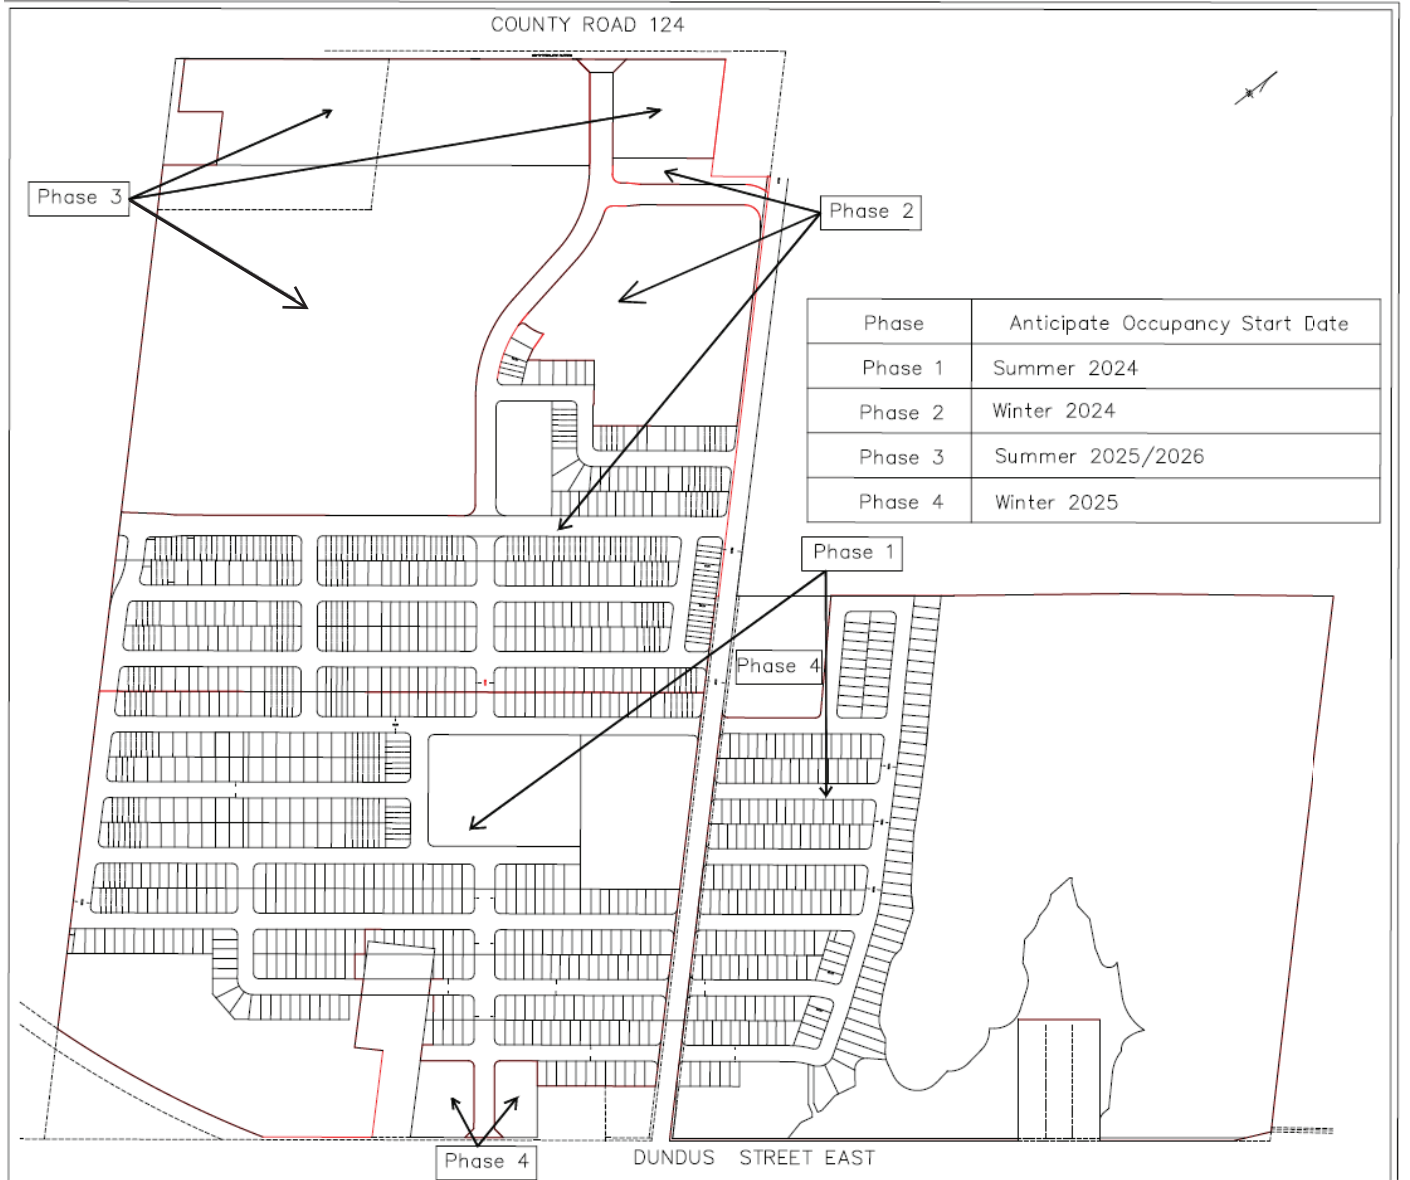 COUNTY ROAD 124
Phase 3
Phase 2
Phase Anticipate Occupancy Start Date
Phase 1 Summer 2024
Phase 2 Winter 2024
Phase 3 Summer 2025/2026
Phase 4 Winter 2025
Phase 1
Phase 4
Phase 4
DUNDUS STREET EAST